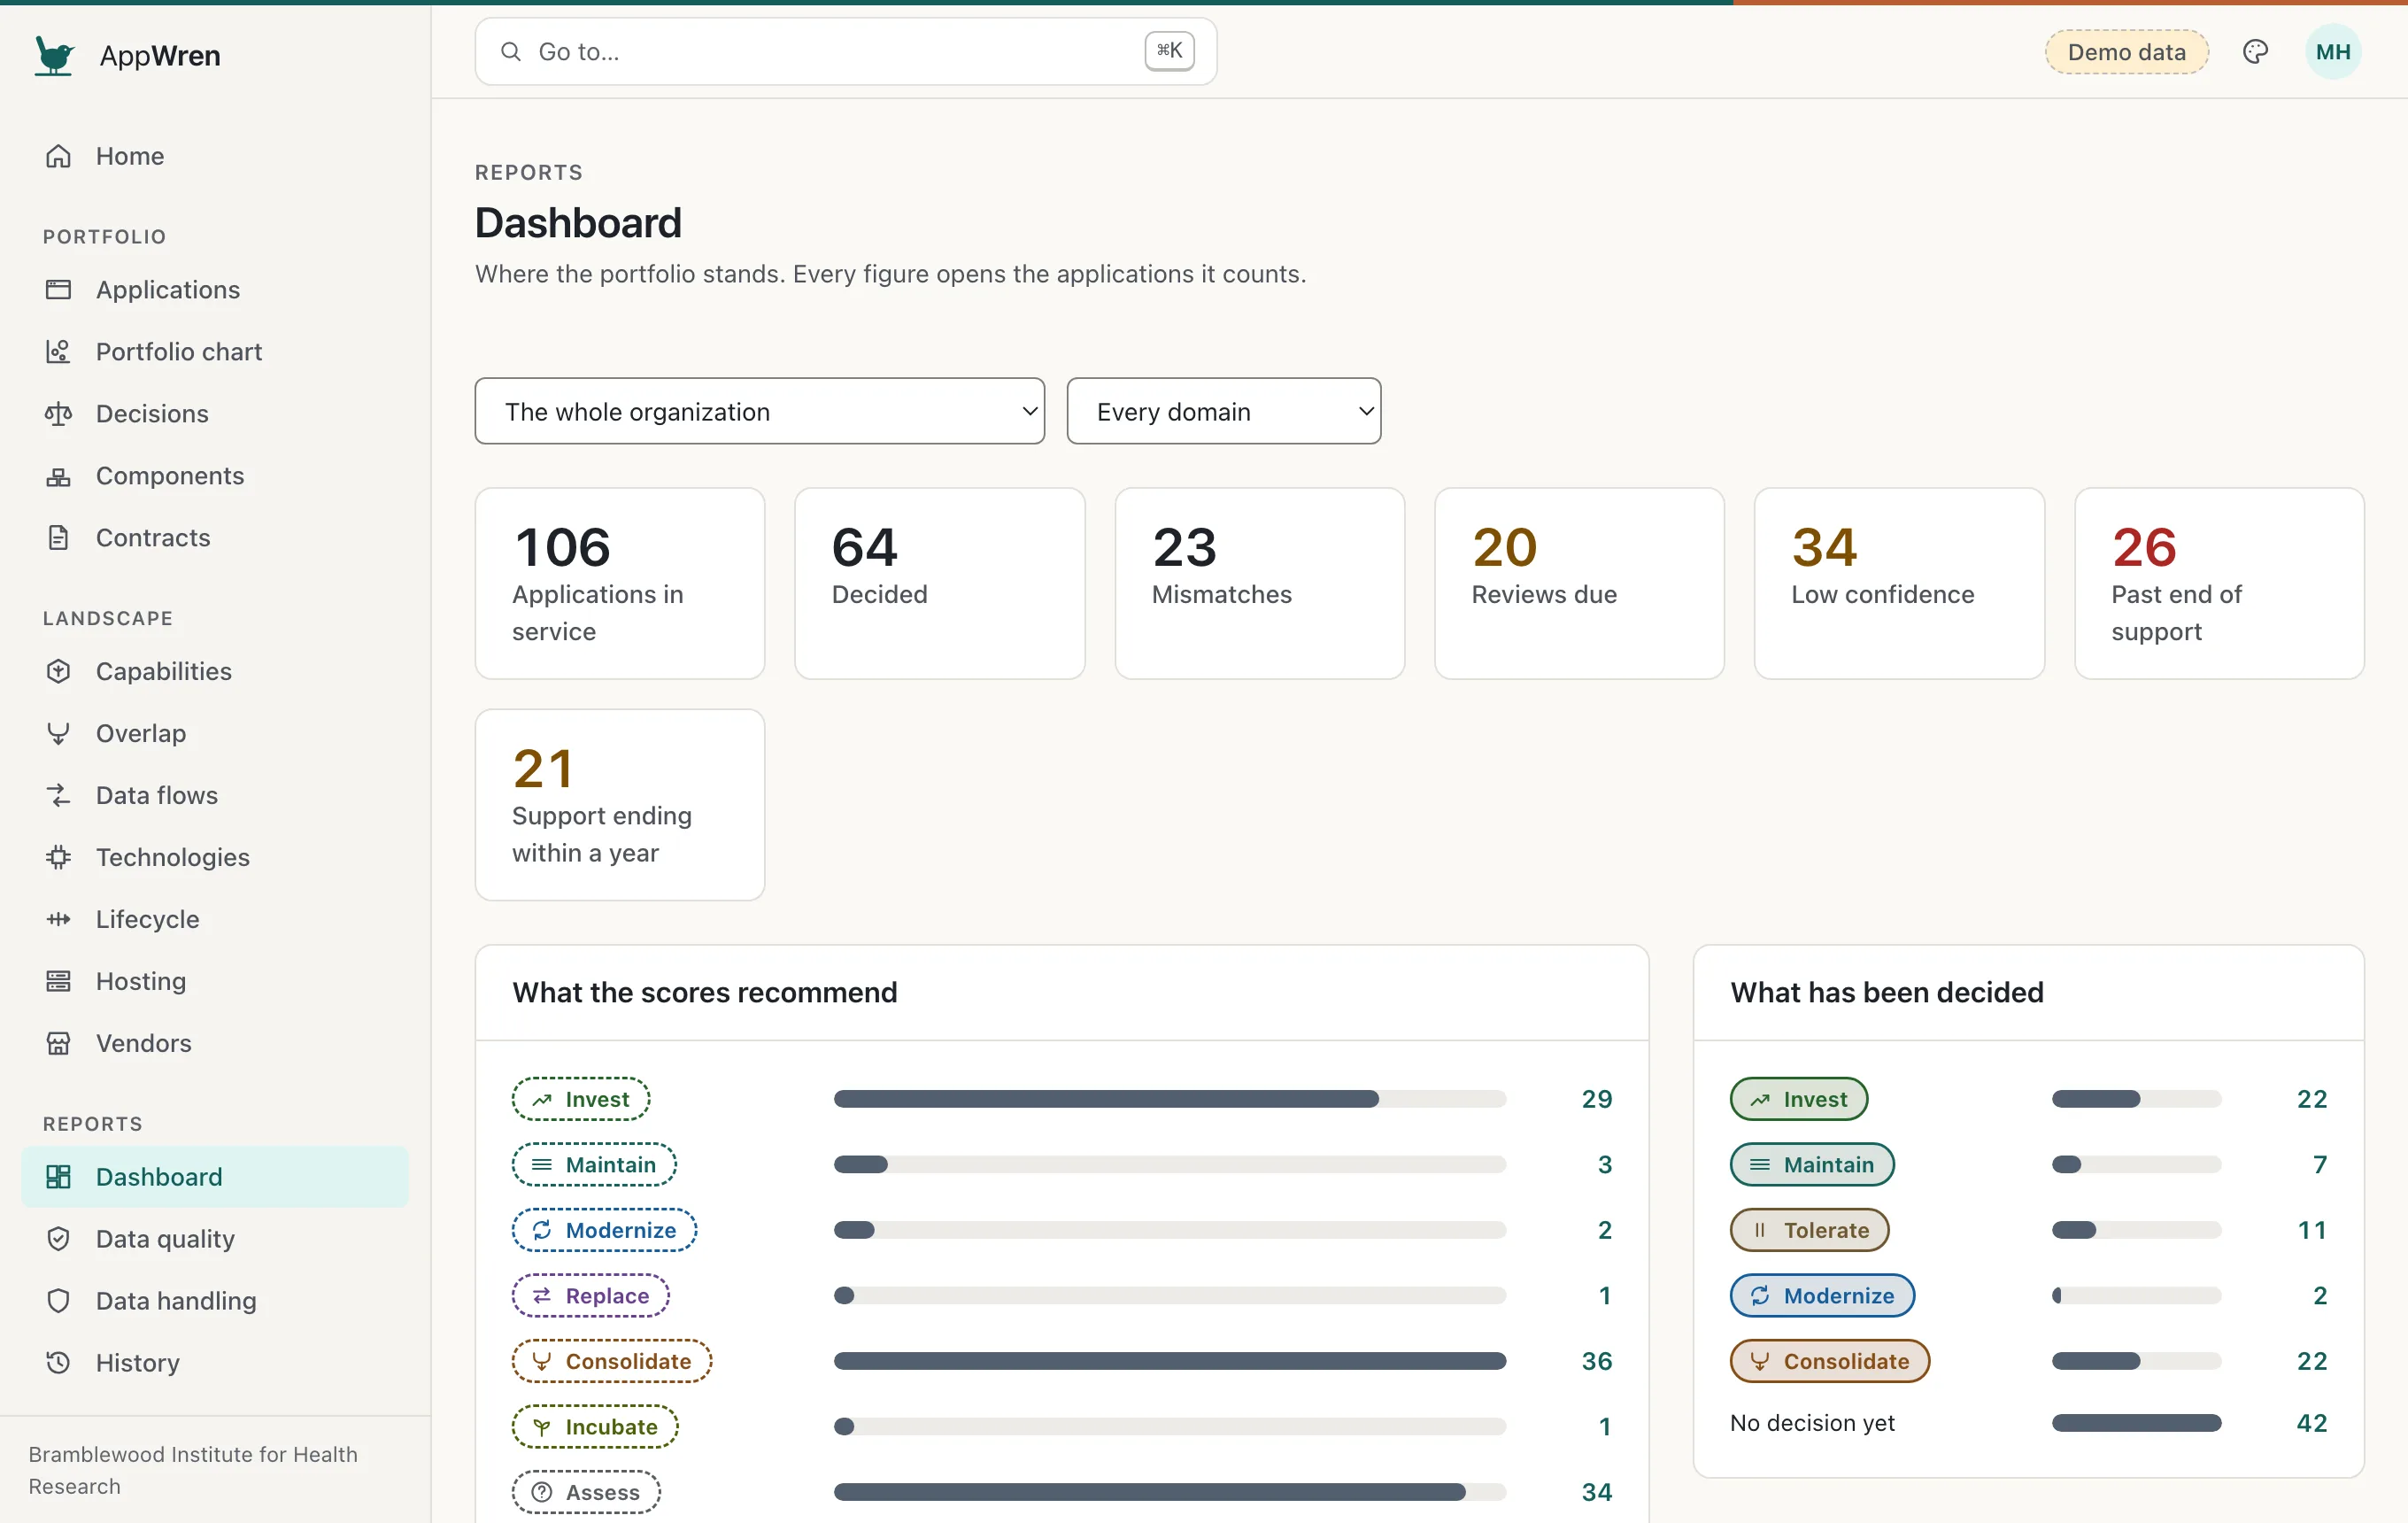 AppWren
Go to...
⌘K
Demo data
MH
Home
PORTFOLIO
Applications
Portfolio chart
Decisions
Components
Contracts
LANDSCAPE
Capabilities
Overlap
Data flows
Technologies
Lifecycle
Hosting
Vendors
REPORTS
Dashboard
Data quality
Data handling
History
Bramblewood Institute for Health
Research
REPORTS
Dashboard
Where the portfolio stands. Every figure opens the applications it counts.
The whole organization
Every domain
106
Applications in
service
64
Decided
23
Mismatches
20
Reviews due
34
Low confidence
26
Past end of
support
21
Support ending
within a year
What the scores recommend
Invest 29
Maintain 3
Modernize 2
Replace 1
Consolidate 36
Incubate 1
Assess 34
What has been decided
Invest 22
Maintain 7
Tolerate 11
Modernize 2
Consolidate 22
No decision yet 42